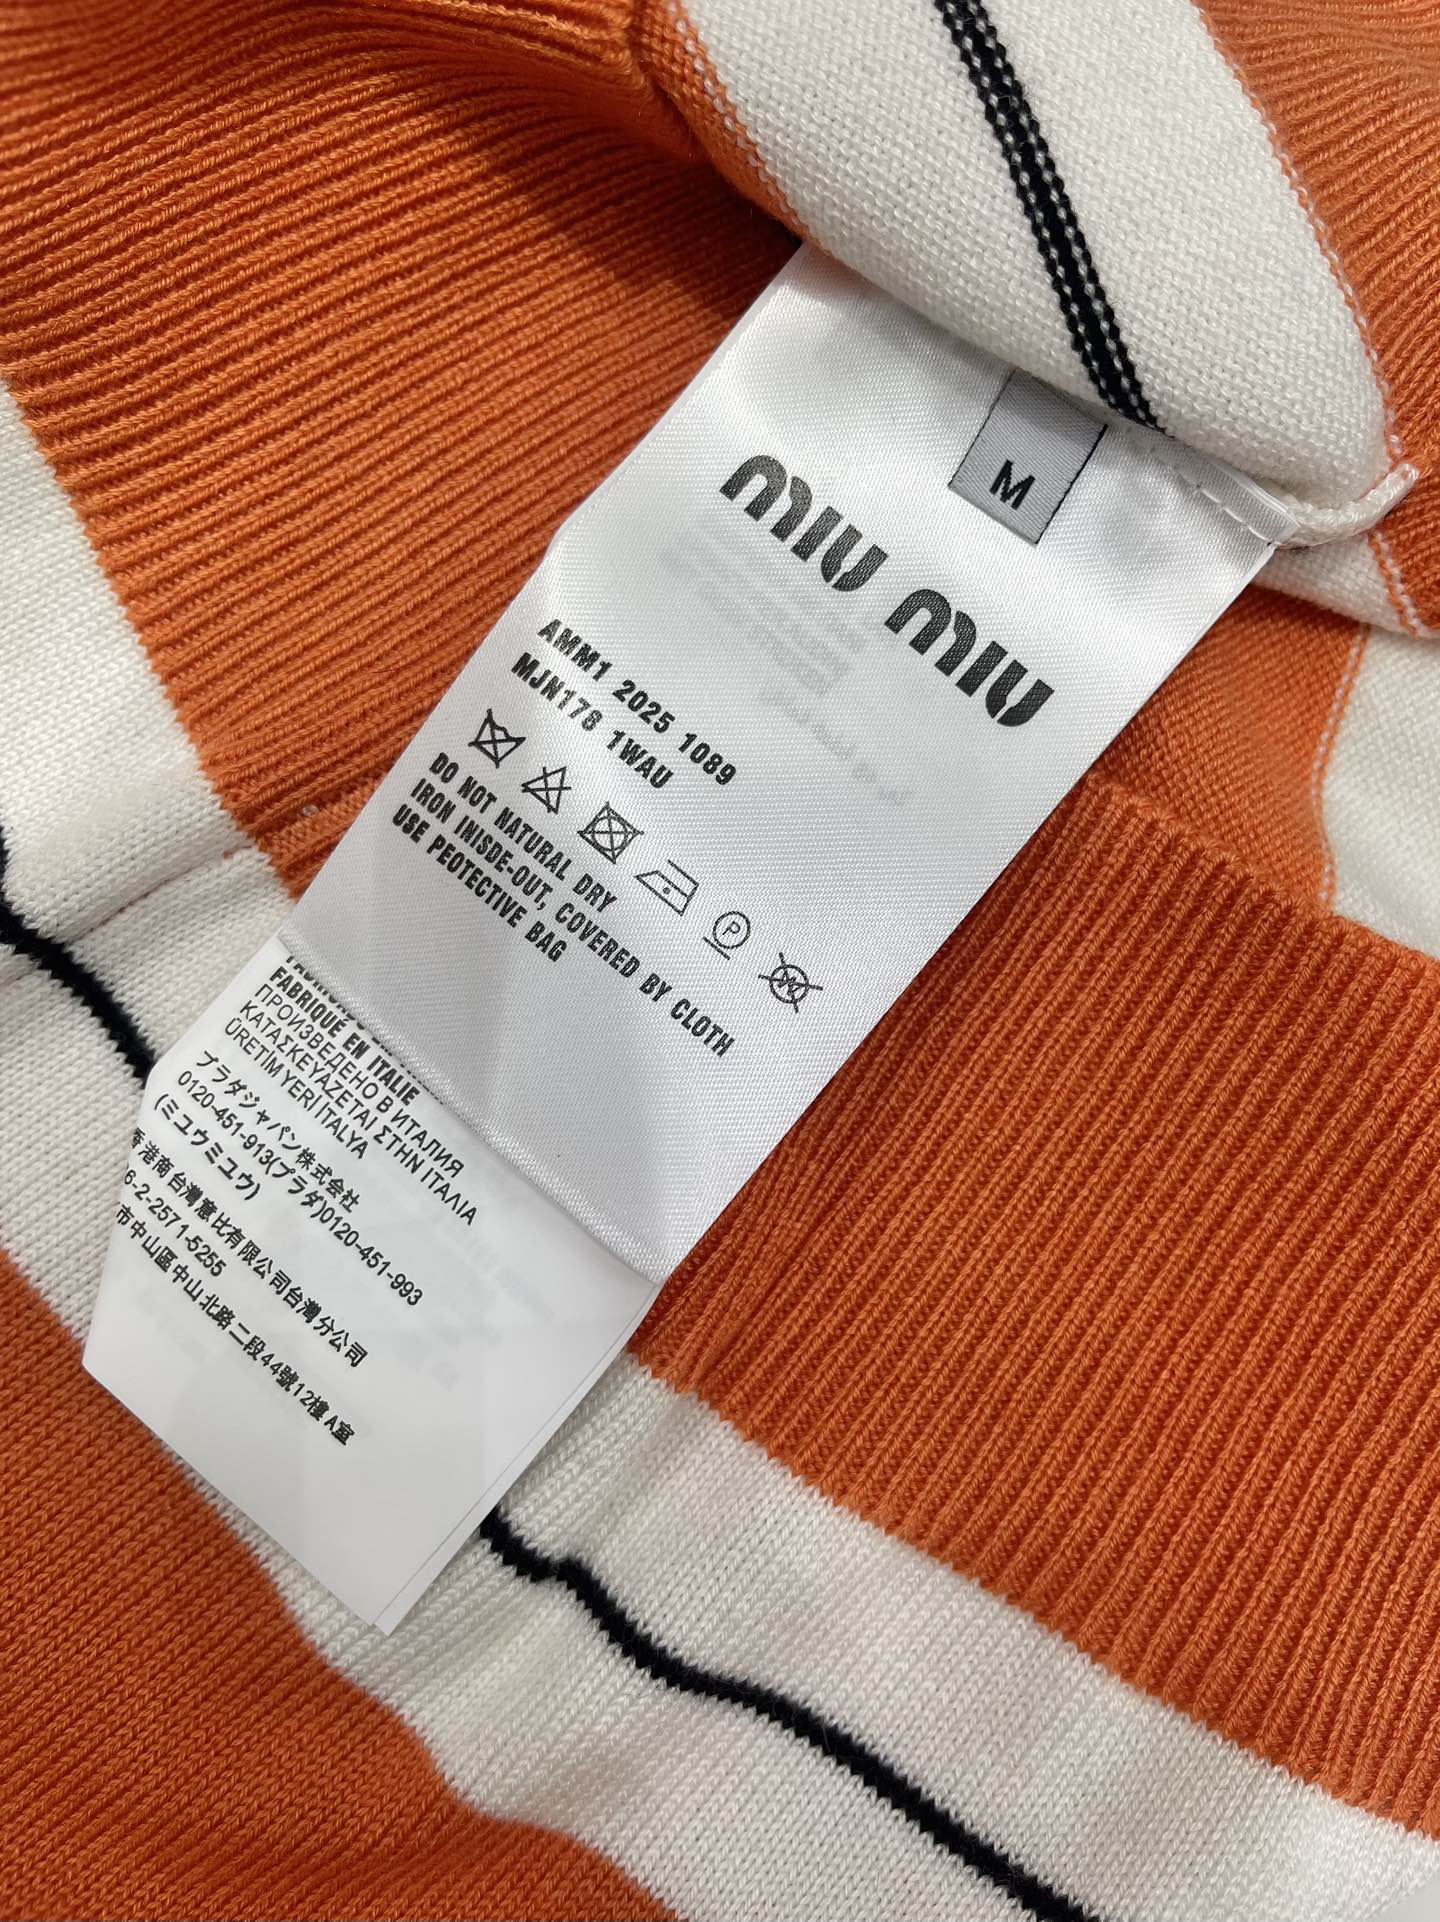 M
miu miu
AMM1 2025 1089
MJN178 1WAU
P
W
DO NOT NATURAL DRY
IRON INISDE-OUT, COVERED BY CLOTH
USE PEOTECTIVE BAG
FABRIQUÉ EN ITALIE
ПРОИЗВЕДЕНО В ИТАЛИЯ
ΚΑΤΑΣΚΕΥΑΖΕΤΑΙ ΣΤΗΝ ΙΤΑΛΙΑ
ÜRETİM YERİ İTALYA
プラダジャパン株式会社
0120-451-913(プラダ)0120-451-993
(ミュウミュウ)
香港商台灣意比有限公司台灣分公司
6-2-2571-5255
市中山區中山北路二段44號12樓 A室